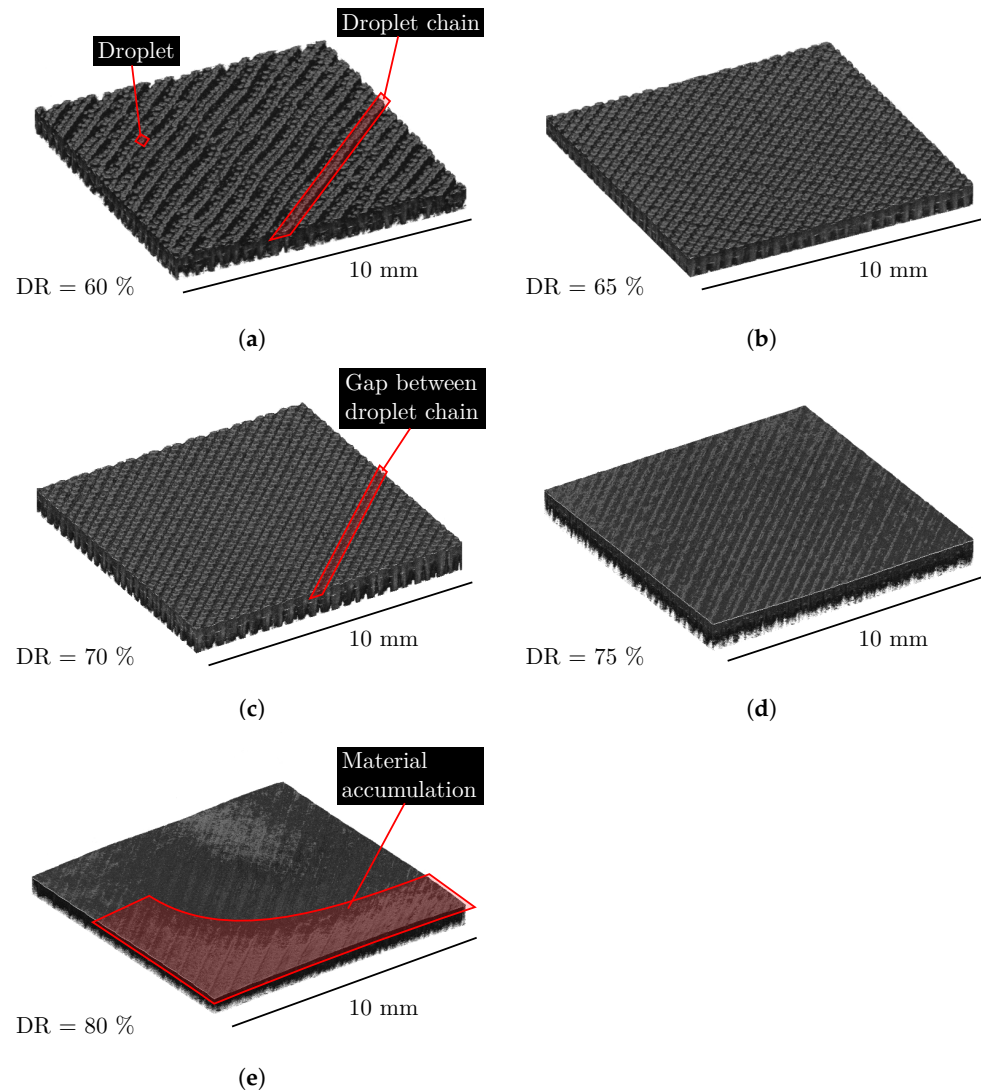 Droplet chain
Droplet
10 mm
DR = 60 %
(a)
10 mm
DR = 65 %
(b)
Gap between
droplet chain
10 mm
DR = 70 %
(c)
10 mm
DR = 75 %
(d)
Material
accumulation
10 mm
DR = 80 %
(e)